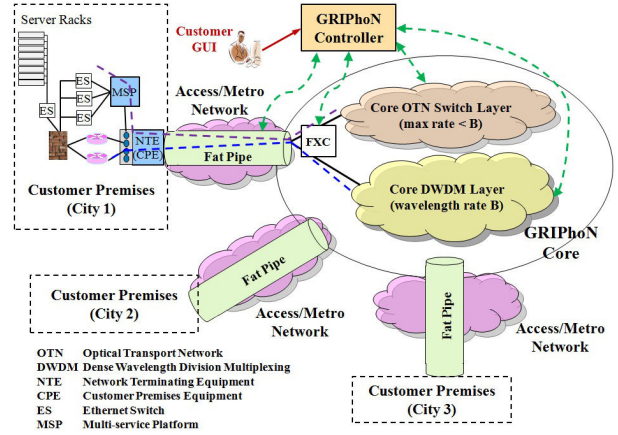 Server Racks
Customer
GUI
GRIPhoN
Controller
ES
ES
ES
ES
MSP
NTE
(CPE)
Access/Metro
Network
Fat Pipe
FXC
Core OTN Switch Layer
(max rate < B)
Core DWDM Layer
(wavelength rate B)
GRIPhoN
Core
Customer Premises
(City 1)
Fat Pipe
Access/Metro
Network
Customer Premises
(City 2)
Fat Pipe
Access/Metro
Network
Customer Premises
(City 3)
OTN Optical Transport Network
DWDM Dense Wavelength Division Multiplexing
NTE Network Terminating Equipment
CPE Customer Premises Equipment
ES Ethernet Switch
MSP Multi-service Platform